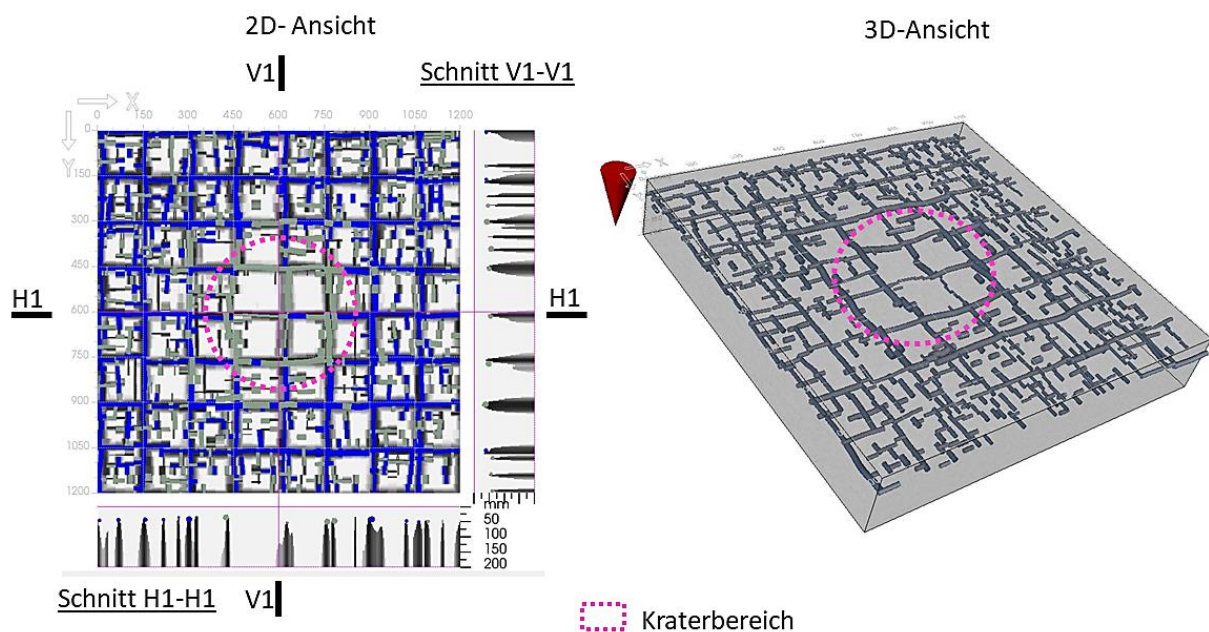 2D- Ansicht
3D-Ansicht
V1
Schnitt V1-V1
X
0 150 300 450 600 750 900 1050 1200
0
Y
150
300
450
600
750
900
1050
1200
H1
H1
mm
50
100
150
200
Schnitt H1-H1
V1
Kraterbereich